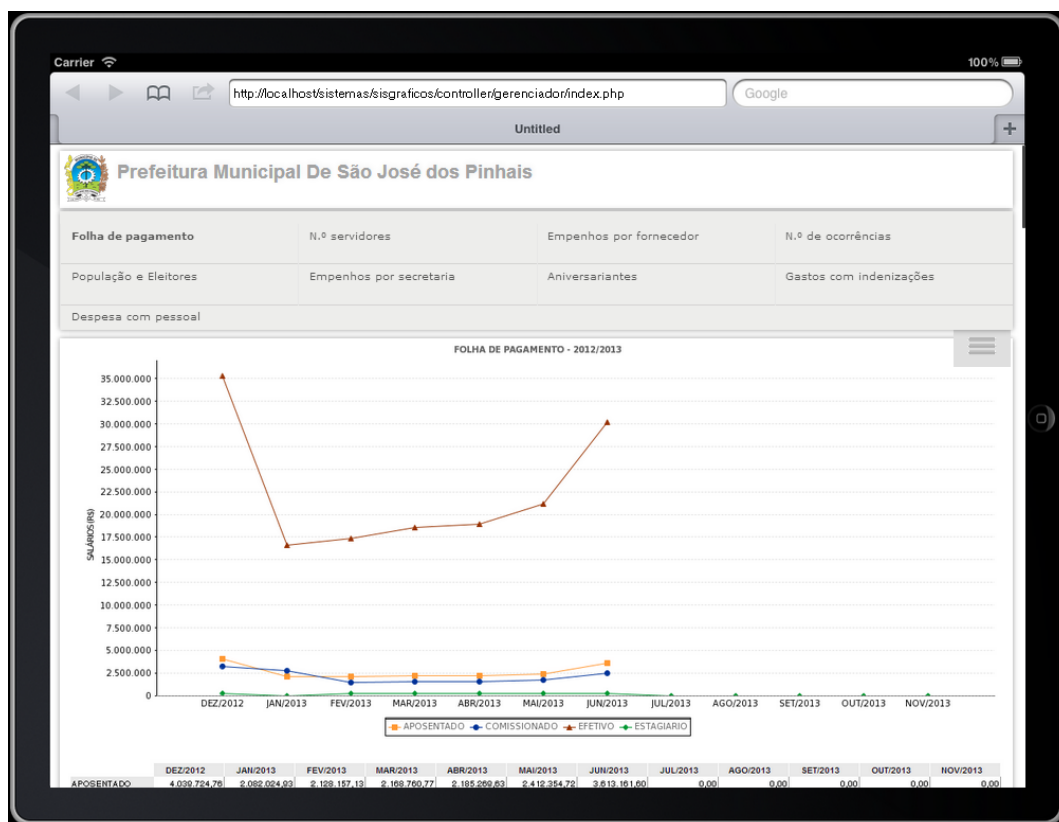 Carrier
100%
http://localhost/sistemas/sisgraficos/controller/gerenciador/index.php
Google
Untitled
+
Prefeitura Municipal De São José dos Pinhais
Folha de pagamento
N.º servidores
Empenhos por fornecedor
N.º de ocorrências
População e Eleitores
Empenhos por secretaria
Aniversariantes
Gastos com indenizações
Despesa com pessoal
FOLHA DE PAGAMENTO - 2012/2013
35.000.000
32.500.000
30.000.000
27.500.000
25.000.000
22.500.000
20.000.000
17.500.000
15.000.000
12.500.000
10.000.000
7.500.000
5.000.000
2.500.000
0
SALÁRIOS(R$)
DEZ/2012 JAN/2013 FEV/2013 MAR/2013 ABR/2013 MAI/2013 JUN/2013 JUL/2013 AGO/2013 SET/2013 OUT/2013 NOV/2013
APOSENTADO COMISSIONADO EFETIVO ESTAGIARIO
DEZ/2012 JAN/2013 FEV/2013 MAR/2013 ABR/2013 MAI/2013 JUN/2013 JUL/2013 AGO/2013 SET/2013 OUT/2013 NOV/2013
APOSENTADO 4.039.724,76 2.082.024,93 2.128.157,13 2.168.760,77 2.185.269,63 2.412.354,72 3.613.161,60 0,00 0,00 0,00 0,00 0,00